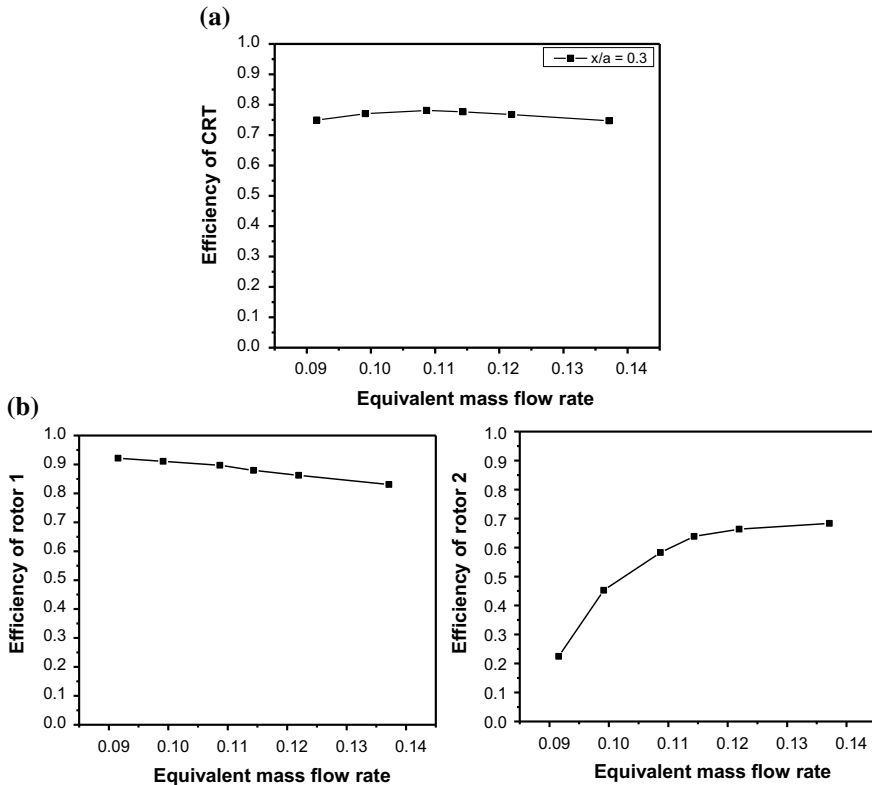 (a)
1.0
0.9
0.8
0.7
0.6
0.5
0.4
0.3
0.2
0.1
0.0
Efficiency of CRT
x/a = 0.3
0.09 0.10 0.11 0.12 0.13 0.14
Equivalent mass flow rate
(b)
1.0
0.9
0.8
0.7
0.6
0.5
0.4
0.3
0.2
0.1
0.0
Efficiency of rotor 1
0.09 0.10 0.11 0.12 0.13 0.14
Equivalent mass flow rate
1.0
0.9
0.8
0.7
0.6
0.5
0.4
0.3
0.2
0.1
0.0
Efficiency of rotor 2
0.09 0.10 0.11 0.12 0.13 0.14
Equivalent mass flow rate